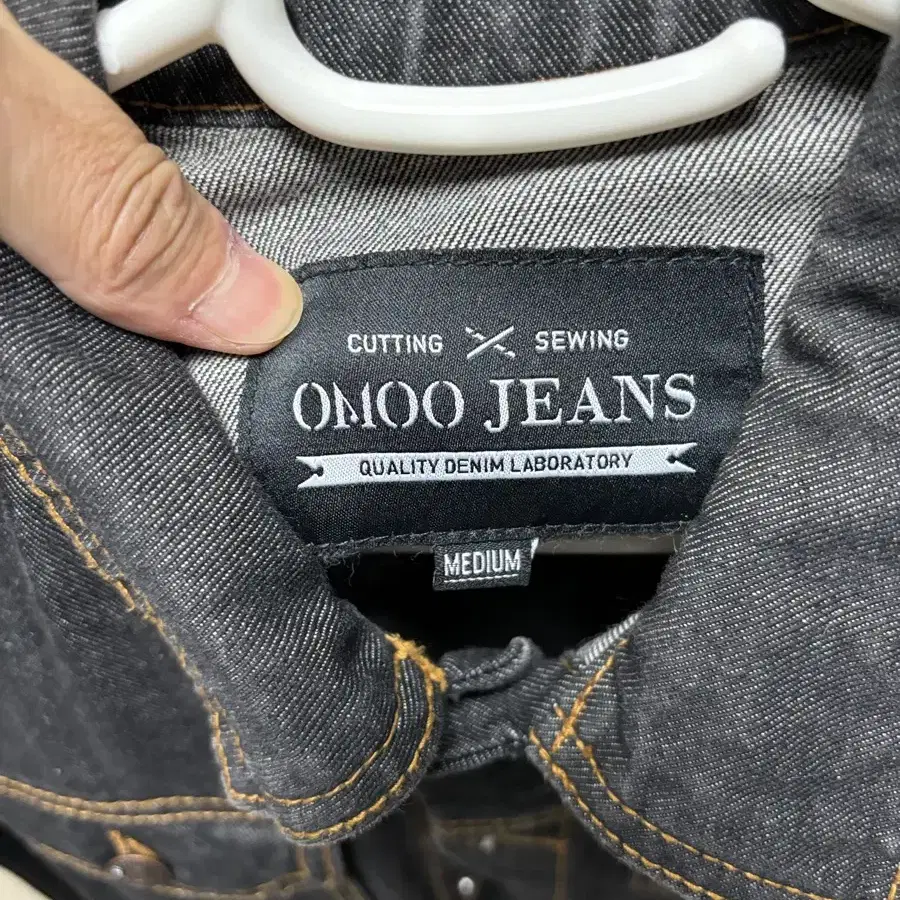 CUTTING SEWING
OMOO JEANS
QUALITY DENIM LABORATORY
MEDIUM